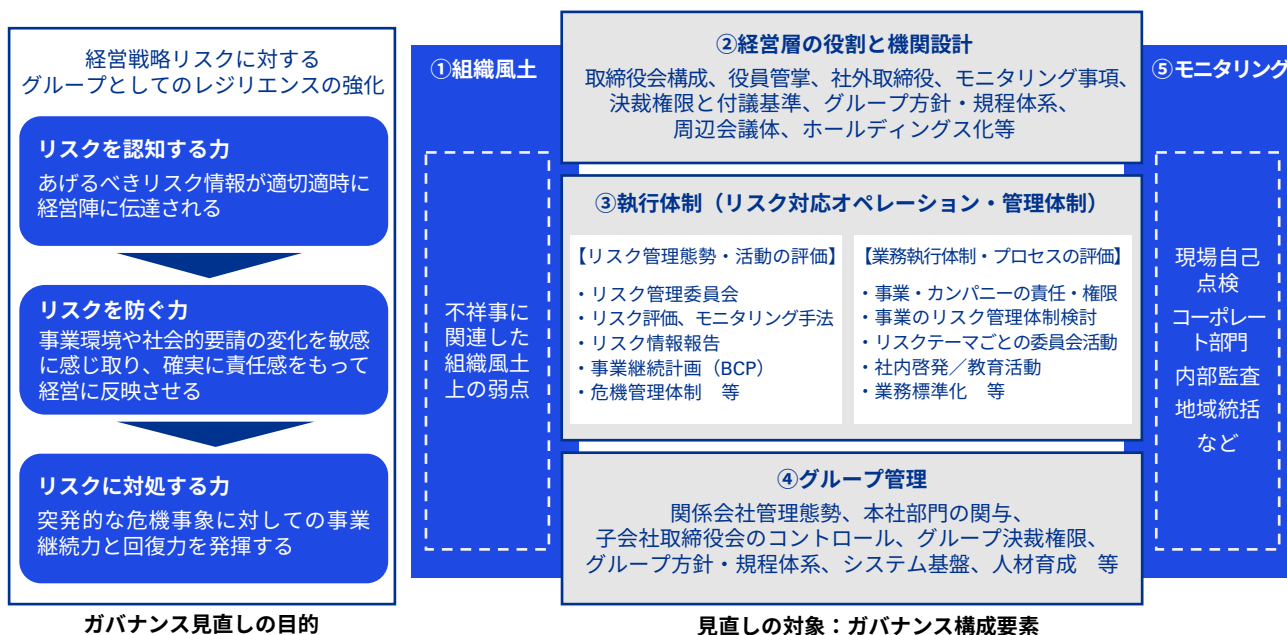 経営戦略リスクに対する
グループとしてのレジリエンスの強化
リスクを認知する力
あげるべきリスク情報が適切適時に
経営陣に伝達される
リスクを防ぐ力
事業環境や社会的要請の変化を敏感
に感じ取り、確実に責任感をもって
経営に反映させる
リスクに対処する力
突発的な危機事象に対しての事業
継続力と回復力を発揮する
ガバナンス見直しの目的
①組織風土
不祥事に
関連した
組織風土
上の弱点
②経営層の役割と機関設計
取締役会構成、役員管掌、社外取締役、モニタリング事項、
決裁権限と付議基準、グループ方針・規程体系、
周辺会議体、ホールディングス化等
③執行体制（リスク対応オペレーション・管理体制）
【リスク管理態勢・活動の評価】
・リスク管理委員会
・リスク評価、モニタリング手法
・リスク情報報告
・事業継続計画（BCP）
・危機管理体制　等
【業務執行体制・プロセスの評価】
・事業・カンパニーの責任・権限
・事業のリスク管理体制検討
・リスクテーマごとの委員会活動
・社内啓発／教育活動
・業務標準化　等
④グループ管理
関係会社管理態勢、本社部門の関与、
子会社取締役会のコントロール、グループ決裁権限、
グループ方針・規程体系、システム基盤、人材育成　等
⑤モニタリング
現場自己
点検
コーポレー
ト部門
内部監査
地域統括
など
見直しの対象：ガバナンス構成要素